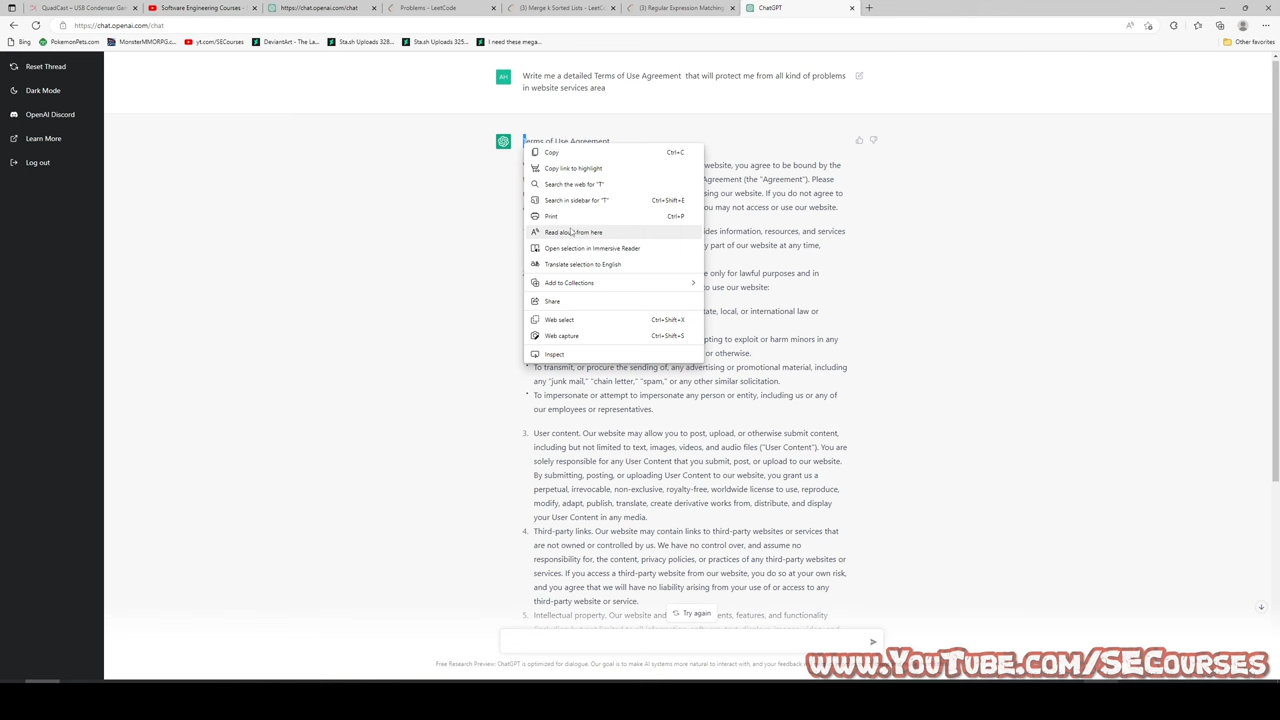 QuadCast – USB Condenser Gam
Software Engineering Courses -
https://chat.openai.com/chat
Problems - LeetCode
(3) Merge k Sorted Lists - LeetC
(3) Regular Expression Matching
ChatGPT
https://chat.openai.com/chat
Bing
PokemonPets.com
MonsterMMORPG.c...
yt.com/SECourses
DeviantArt - The La...
Sta.sh Uploads 328...
Sta.sh Uploads 325...
I need these mega...
Other favorites
Reset Thread
Dark Mode
OpenAI Discord
Learn More
Log out
AH
Write me a detailed Terms of Use Agreement that will protect me from all kind of problems
in website services area
Terms of Use Agreement
website, you agree to be bound by the
Agreement (the "Agreement"). Please
sing our website. If you do not agree to
you may not access or use our website.
ides information, resources, and services
y part of our website at any time,
e only for lawful purposes and in
to use our website:
tate, local, or international law or
pting to exploit or harm minors in any
or otherwise.
Copy Ctrl+C
Copy link to highlight
Search the web for "T"
Search in sidebar for "T" Ctrl+Shift+E
Print Ctrl+P
Read aloud from here
Open selection in Immersive Reader
Translate selection to English
Add to Collections
Share
Web select Ctrl+Shift+X
Web capture Ctrl+Shift+S
Inspect
• To transmit, or procure the sending of, any advertising or promotional material, including
any "junk mail," "chain letter," "spam," or any other similar solicitation.
• To impersonate or attempt to impersonate any person or entity, including us or any of
our employees or representatives.
3. User content. Our website may allow you to post, upload, or otherwise submit content,
including but not limited to text, images, videos, and audio files ("User Content"). You are
solely responsible for any User Content that you submit, post, or upload to our website.
By submitting, posting, or uploading User Content to our website, you grant us a
perpetual, irrevocable, non-exclusive, royalty-free, worldwide license to use, reproduce,
modify, adapt, publish, translate, create derivative works from, distribute, and display
your User Content in any media.
4. Third-party links. Our website may contain links to third-party websites or services that
are not owned or controlled by us. We have no control over, and assume no
responsibility for, the content, privacy policies, or practices of any third-party websites or
services. If you access a third-party website from our website, you do so at your own risk,
and you agree that we will have no liability arising from your use of or access to any
third-party website or service.
5. Intellectual property. Our website and ents, features, and functionality
Try again
Free Research Preview: ChatGPT is optimized for dialogue. Our goal is to make AI systems more natural to interact with, and your feedback
www.YouTube.com/SECourses